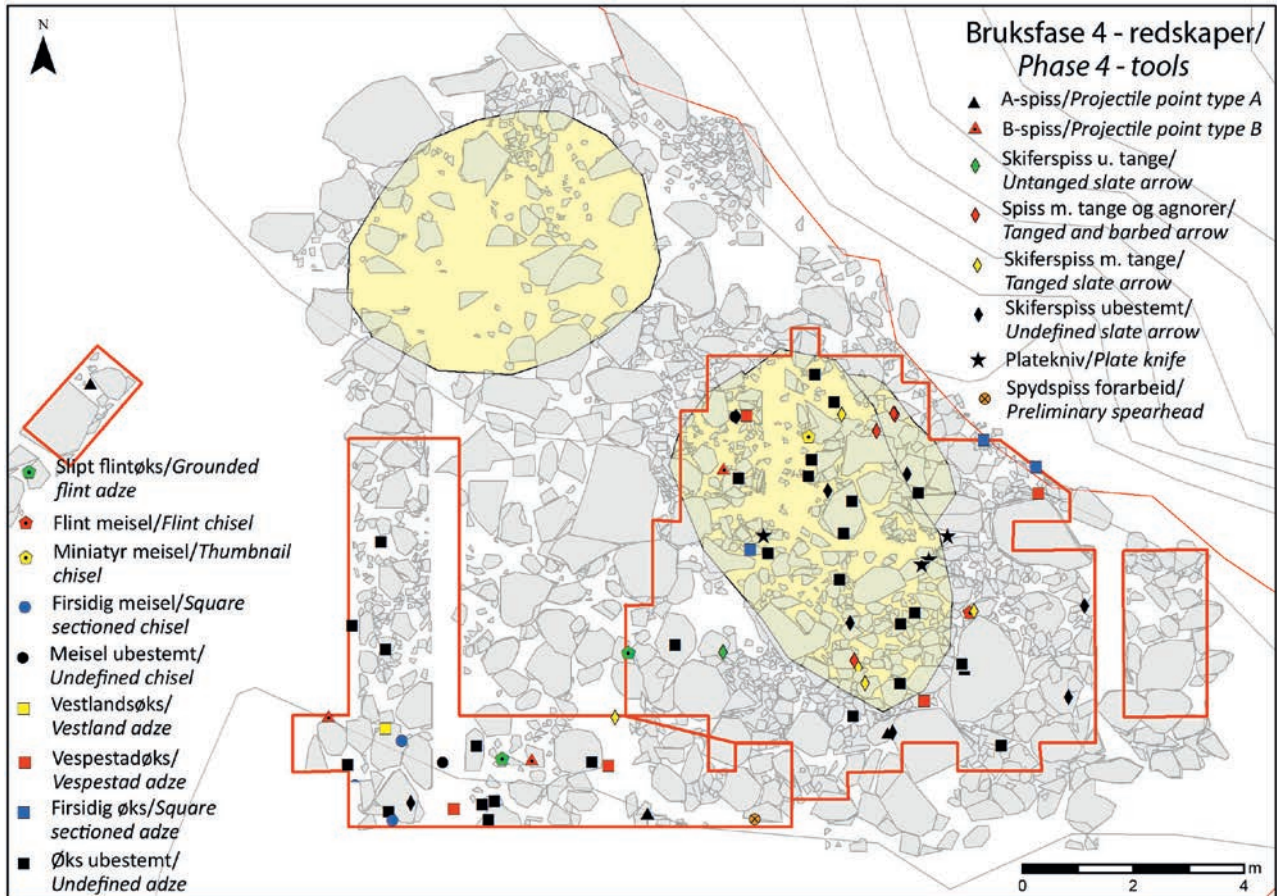 N
Bruksfase 4 - redskaper/
Phase 4 - tools
A-spiss/Projectile point type A
B-spiss/Projectile point type B
Skiferspiss u. tange/
Untanged slate arrow
Spiss m. tange og agnorer/
Tanged and barbed arrow
Skiferspiss m. tange/
Tanged slate arrow
Skiferspiss ubestemt/
Undefined slate arrow
Platekniv/Plate knife
Spydspiss forarbeid/
Preliminary spearhead
Slipt flintøks/Grounded
flint adze
Flint meisel/Flint chisel
Miniatyr meisel/Thumbnail
chisel
Firsidig meisel/Square
sectioned chisel
Meisel ubestemt/
Undefined chisel
Vestlandsøks/
Vestland adze
Vespestadøks/
Vespestad adze
Firsidig øks/Square
sectioned adze
Øks ubestemt/
Undefined adze
m
0 2 4